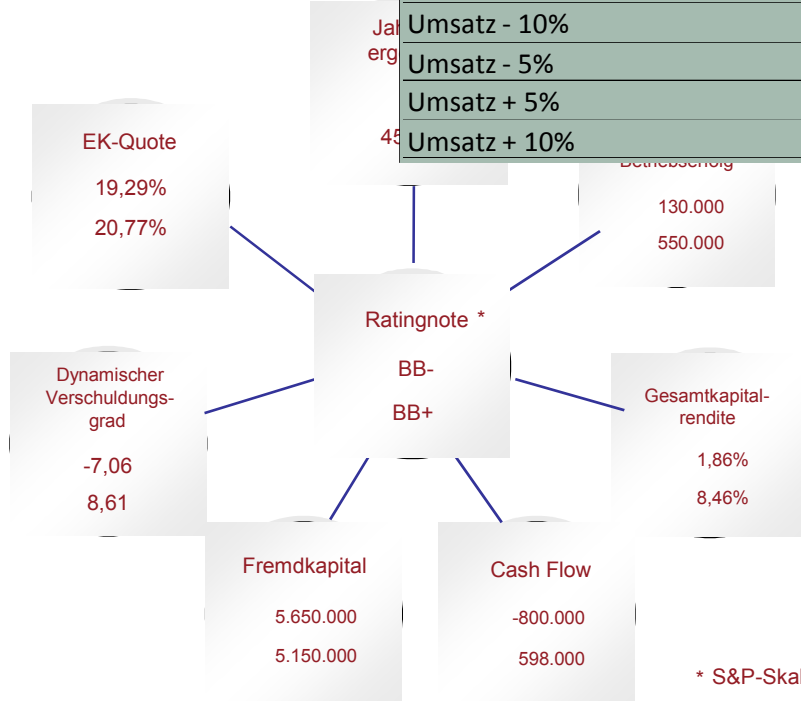 Umsatz - 10%
Umsatz - 5%
Umsatz + 5%
Umsatz + 10%
EK-Quote
19,29%
20,77%
Betriebserfolg
130.000
550.000
Ratingnote *
BB-
BB+
Dynamischer
Verschuldungs-
grad
-7,06
8,61
Gesamtkapital-
rendite
1,86%
8,46%
Fremdkapital
5.650.000
5.150.000
Cash Flow
-800.000
598.000
* S&P-Skal